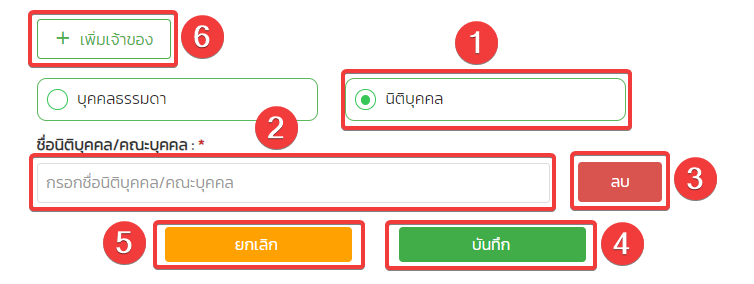 + เพิ่มเจ้าของ 6
1
บุคคลธรรมดา นิติบุคคล
2
ชื่อนิติบุคคล/คณะบุคคล : *
กรอกชื่อนิติบุคคล/คณะบุคคล ลบ 3
5 ยกเลิก บันทึก 4